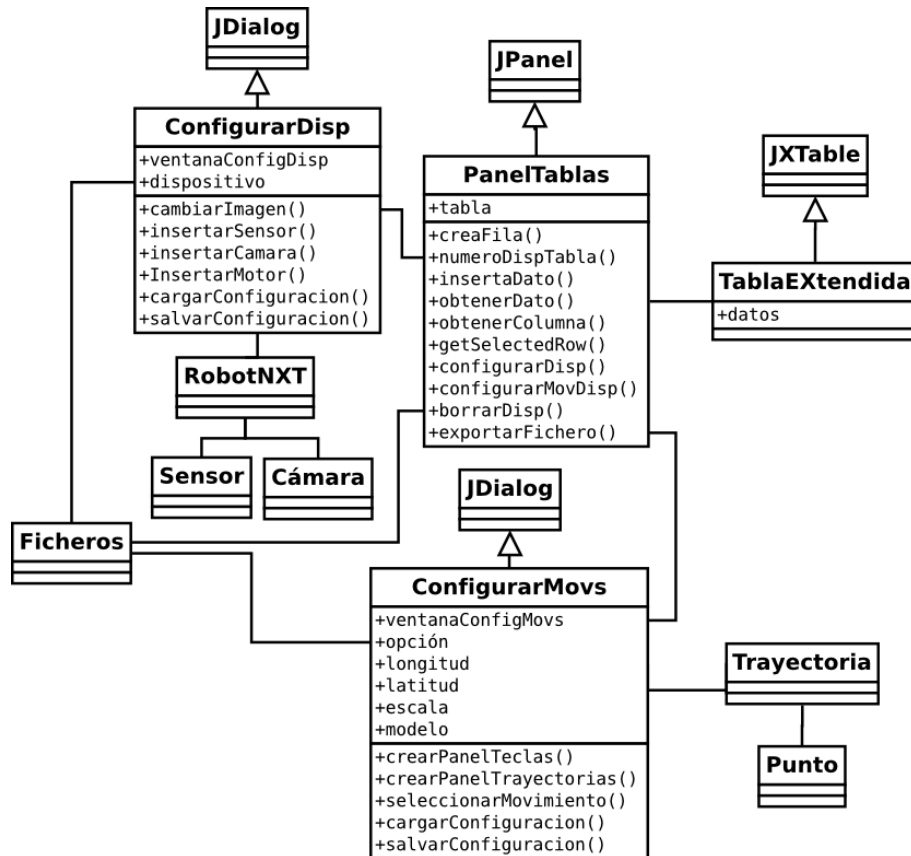 JDialog
ConfigurarDisp
+ventanaConfigDisp
+dispositivo
+cambiarImagen()
+insertarSensor()
+insertarCamara()
+InsertarMotor()
+cargarConfiguracion()
+salvarConfiguracion()
JPanel
PanelTablas
+tabla
+creaFila()
+numeroDispTabla()
+insertaDato()
+obtenerDato()
+obtenerColumna()
+getSelectedRow()
+configurarDisp()
+configurarMovDisp()
+borrarDisp()
+exportarFichero()
JXTable
TablaEXtendida
+datos
RobotNXT
Sensor
Cámara
Ficheros
JDialog
ConfigurarMovs
+ventanaConfigMovs
+opción
+longitud
+latitud
+escala
+modelo
+crearPanelTeclas()
+crearPanelTrayectorias()
+seleccionarMovimiento()
+cargarConfiguracion()
+salvarConfiguracion()
Trayectoria
Punto